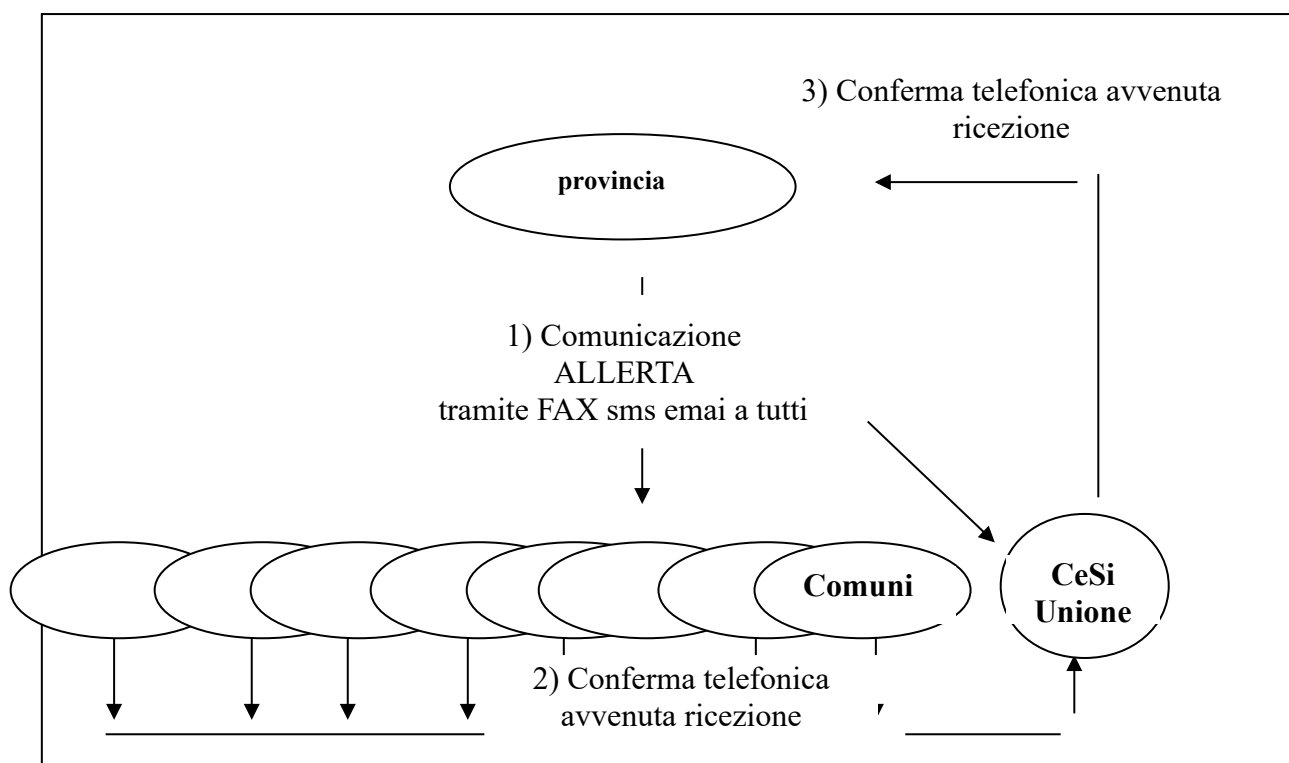 3) Conferma telefonica avvenuta
ricezione
provincia
1) Comunicazione
ALLERTA
tramite FAX sms emai a tutti
Comuni
CeSi
Unione
2) Conferma telefonica
avvenuta ricezione